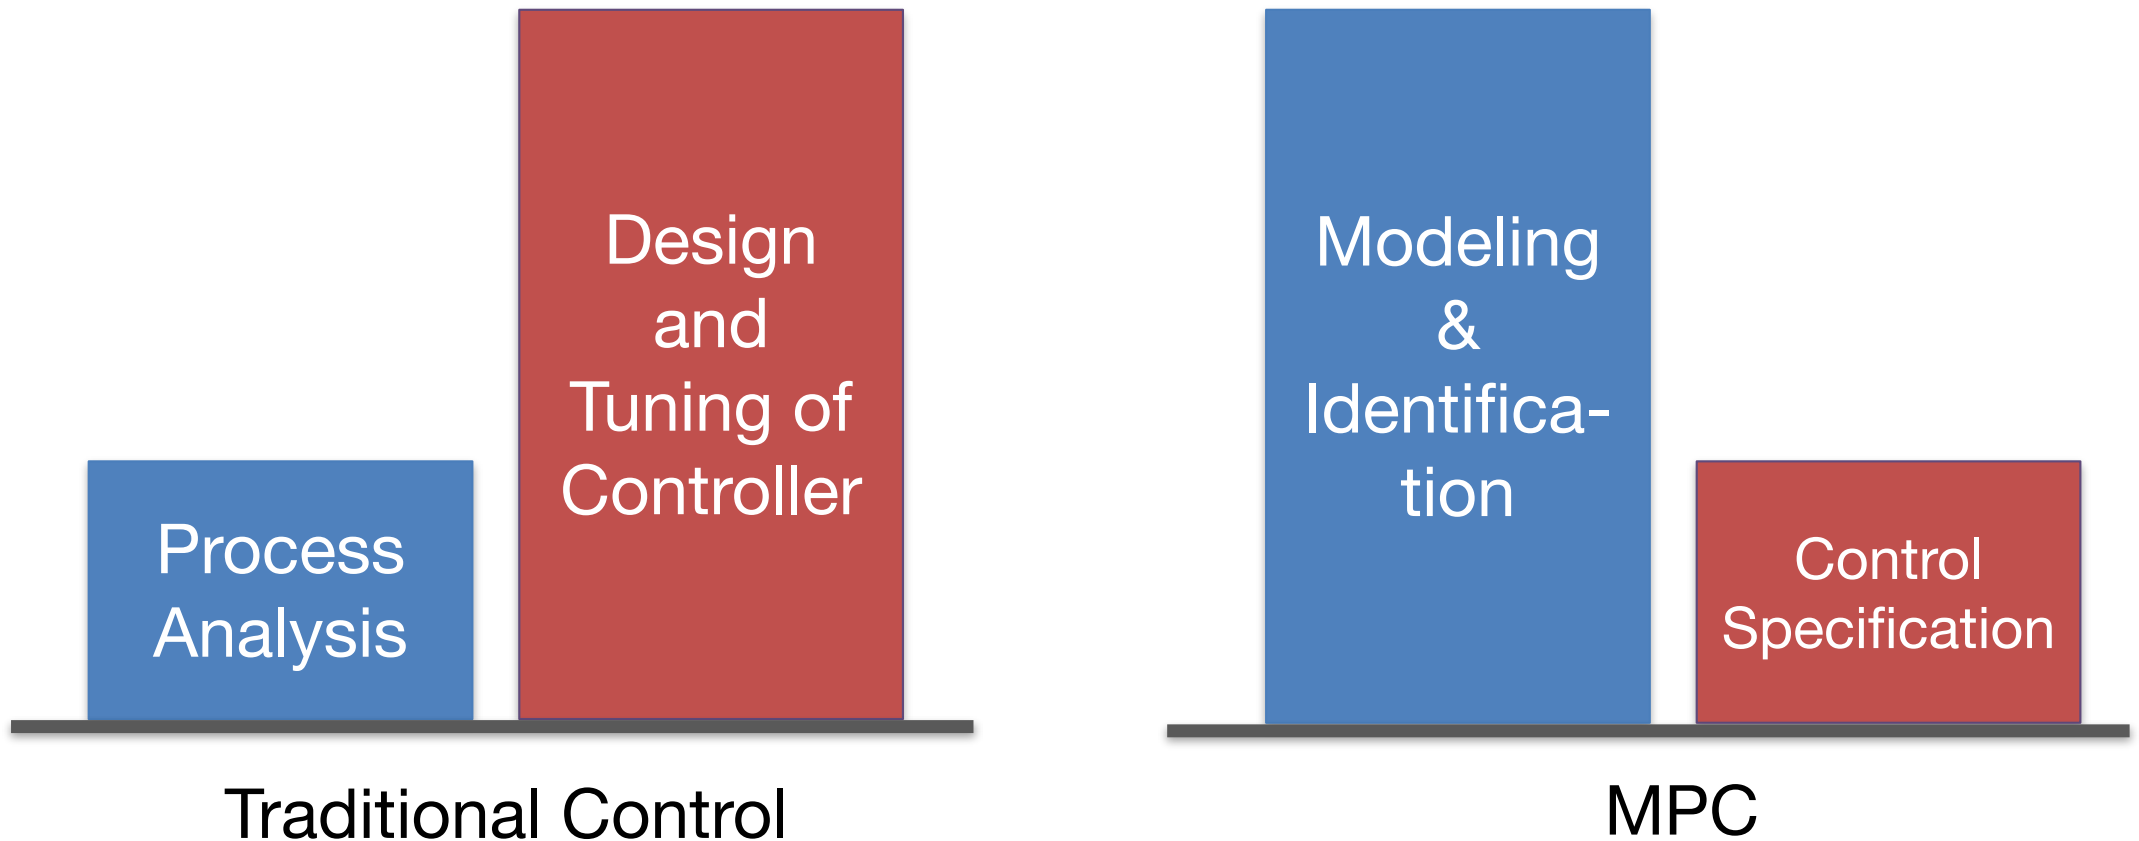 Process
Analysis
Design
and
Tuning of
Controller
Traditional Control
Modeling
&
Identifica-
tion
Control
Specification
MPC